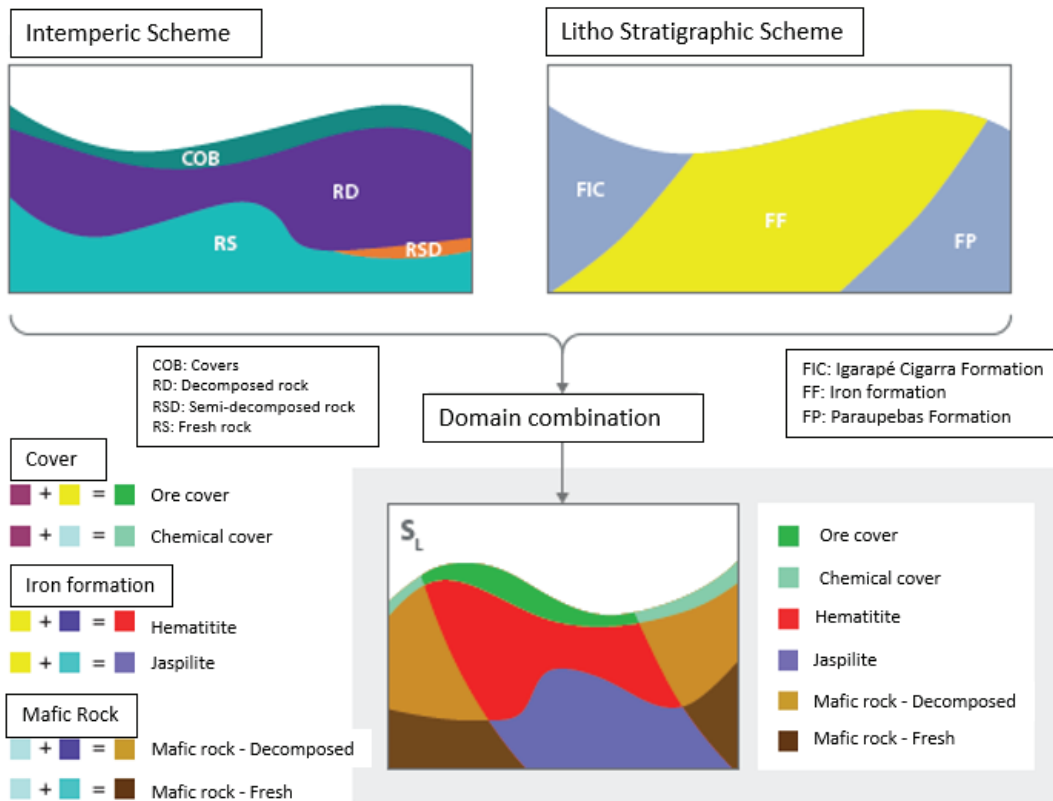 Intemperic Scheme
Litho Stratigraphic Scheme
COB
RD
RS
RSD
FIC
FF
FP
COB: Covers
RD: Decomposed rock
RSD: Semi-decomposed rock
RS: Fresh rock
Domain combination
FIC: Igarapé Cigarra Formation
FF: Iron formation
FP: Paraupebas Formation
Cover
+ = Ore cover
+ = Chemical cover
Iron formation
+ = Hematitite
+ = Jaspilite
Mafic Rock
+ = Mafic rock - Decomposed
+ = Mafic rock - Fresh
SL
Ore cover
Chemical cover
Hematitite
Jaspilite
Mafic rock - Decomposed
Mafic rock - Fresh